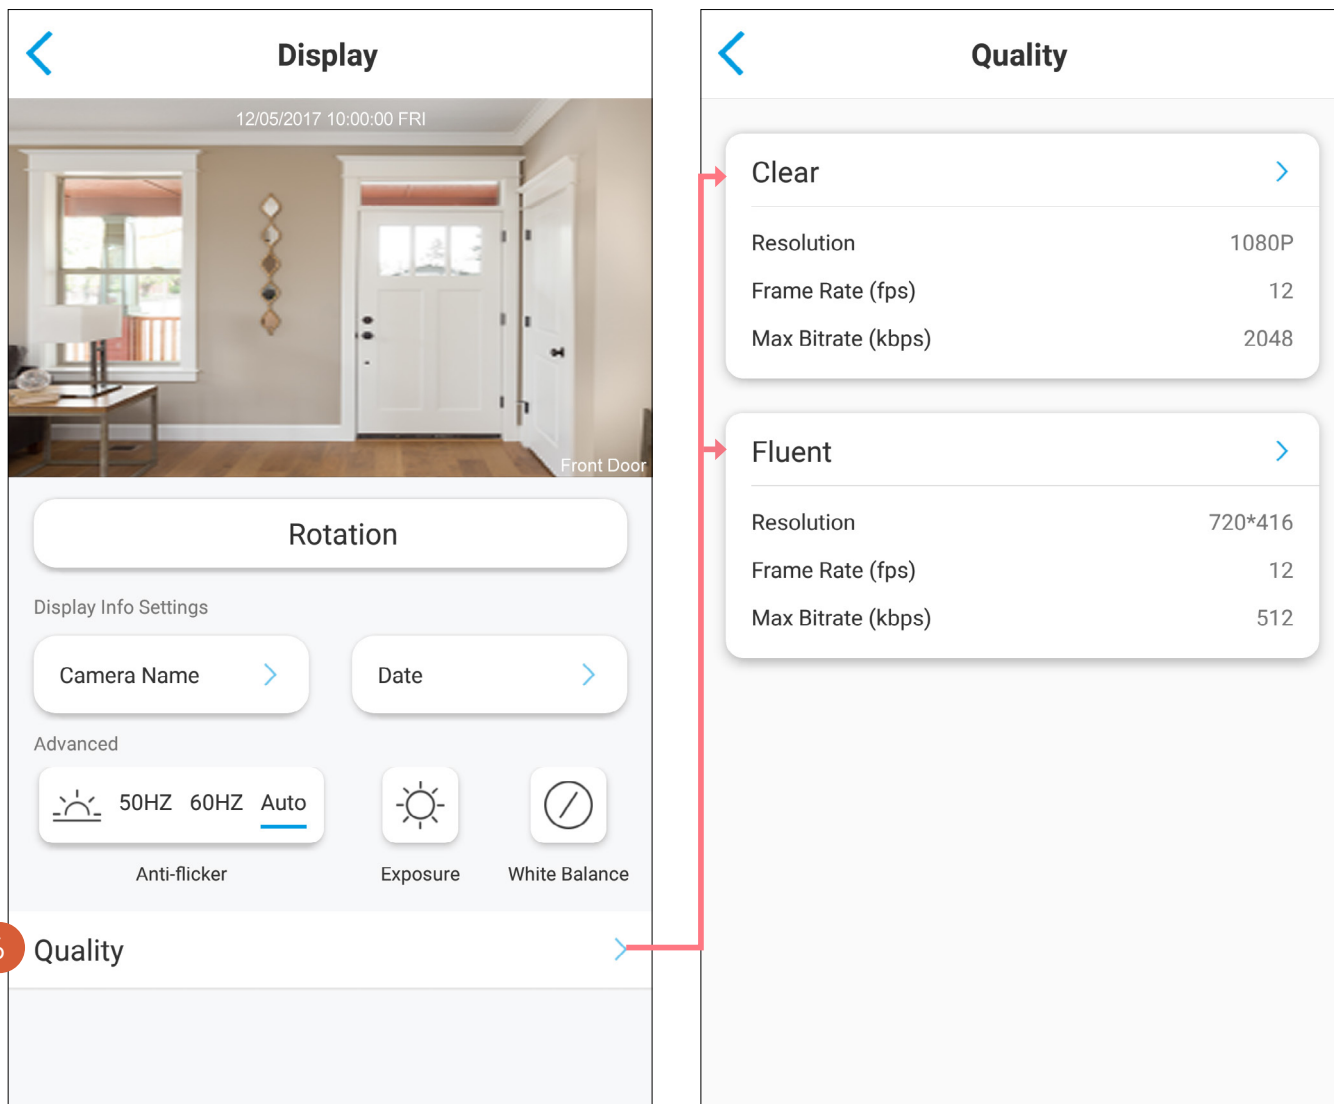 Display
12/05/2017 10:00:00 FRI
Front Door
Rotation
Display Info Settings
Camera Name
Date
Advanced
50HZ 60HZ Auto
Anti-flicker
Exposure
White Balance
Quality
Quality
Clear
Resolution 1080P
Frame Rate (fps) 12
Max Bitrate (kbps) 2048
Fluent
Resolution 720*416
Frame Rate (fps) 12
Max Bitrate (kbps) 512